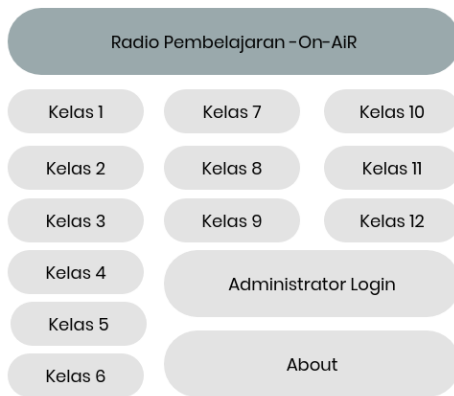 Radio Pembelajaran -On-AiR
Kelas 1
Kelas 7
Kelas 10
Kelas 2
Kelas 8
Kelas 11
Kelas 3
Kelas 9
Kelas 12
Kelas 4
Administrator Login
Kelas 5
About
Kelas 6